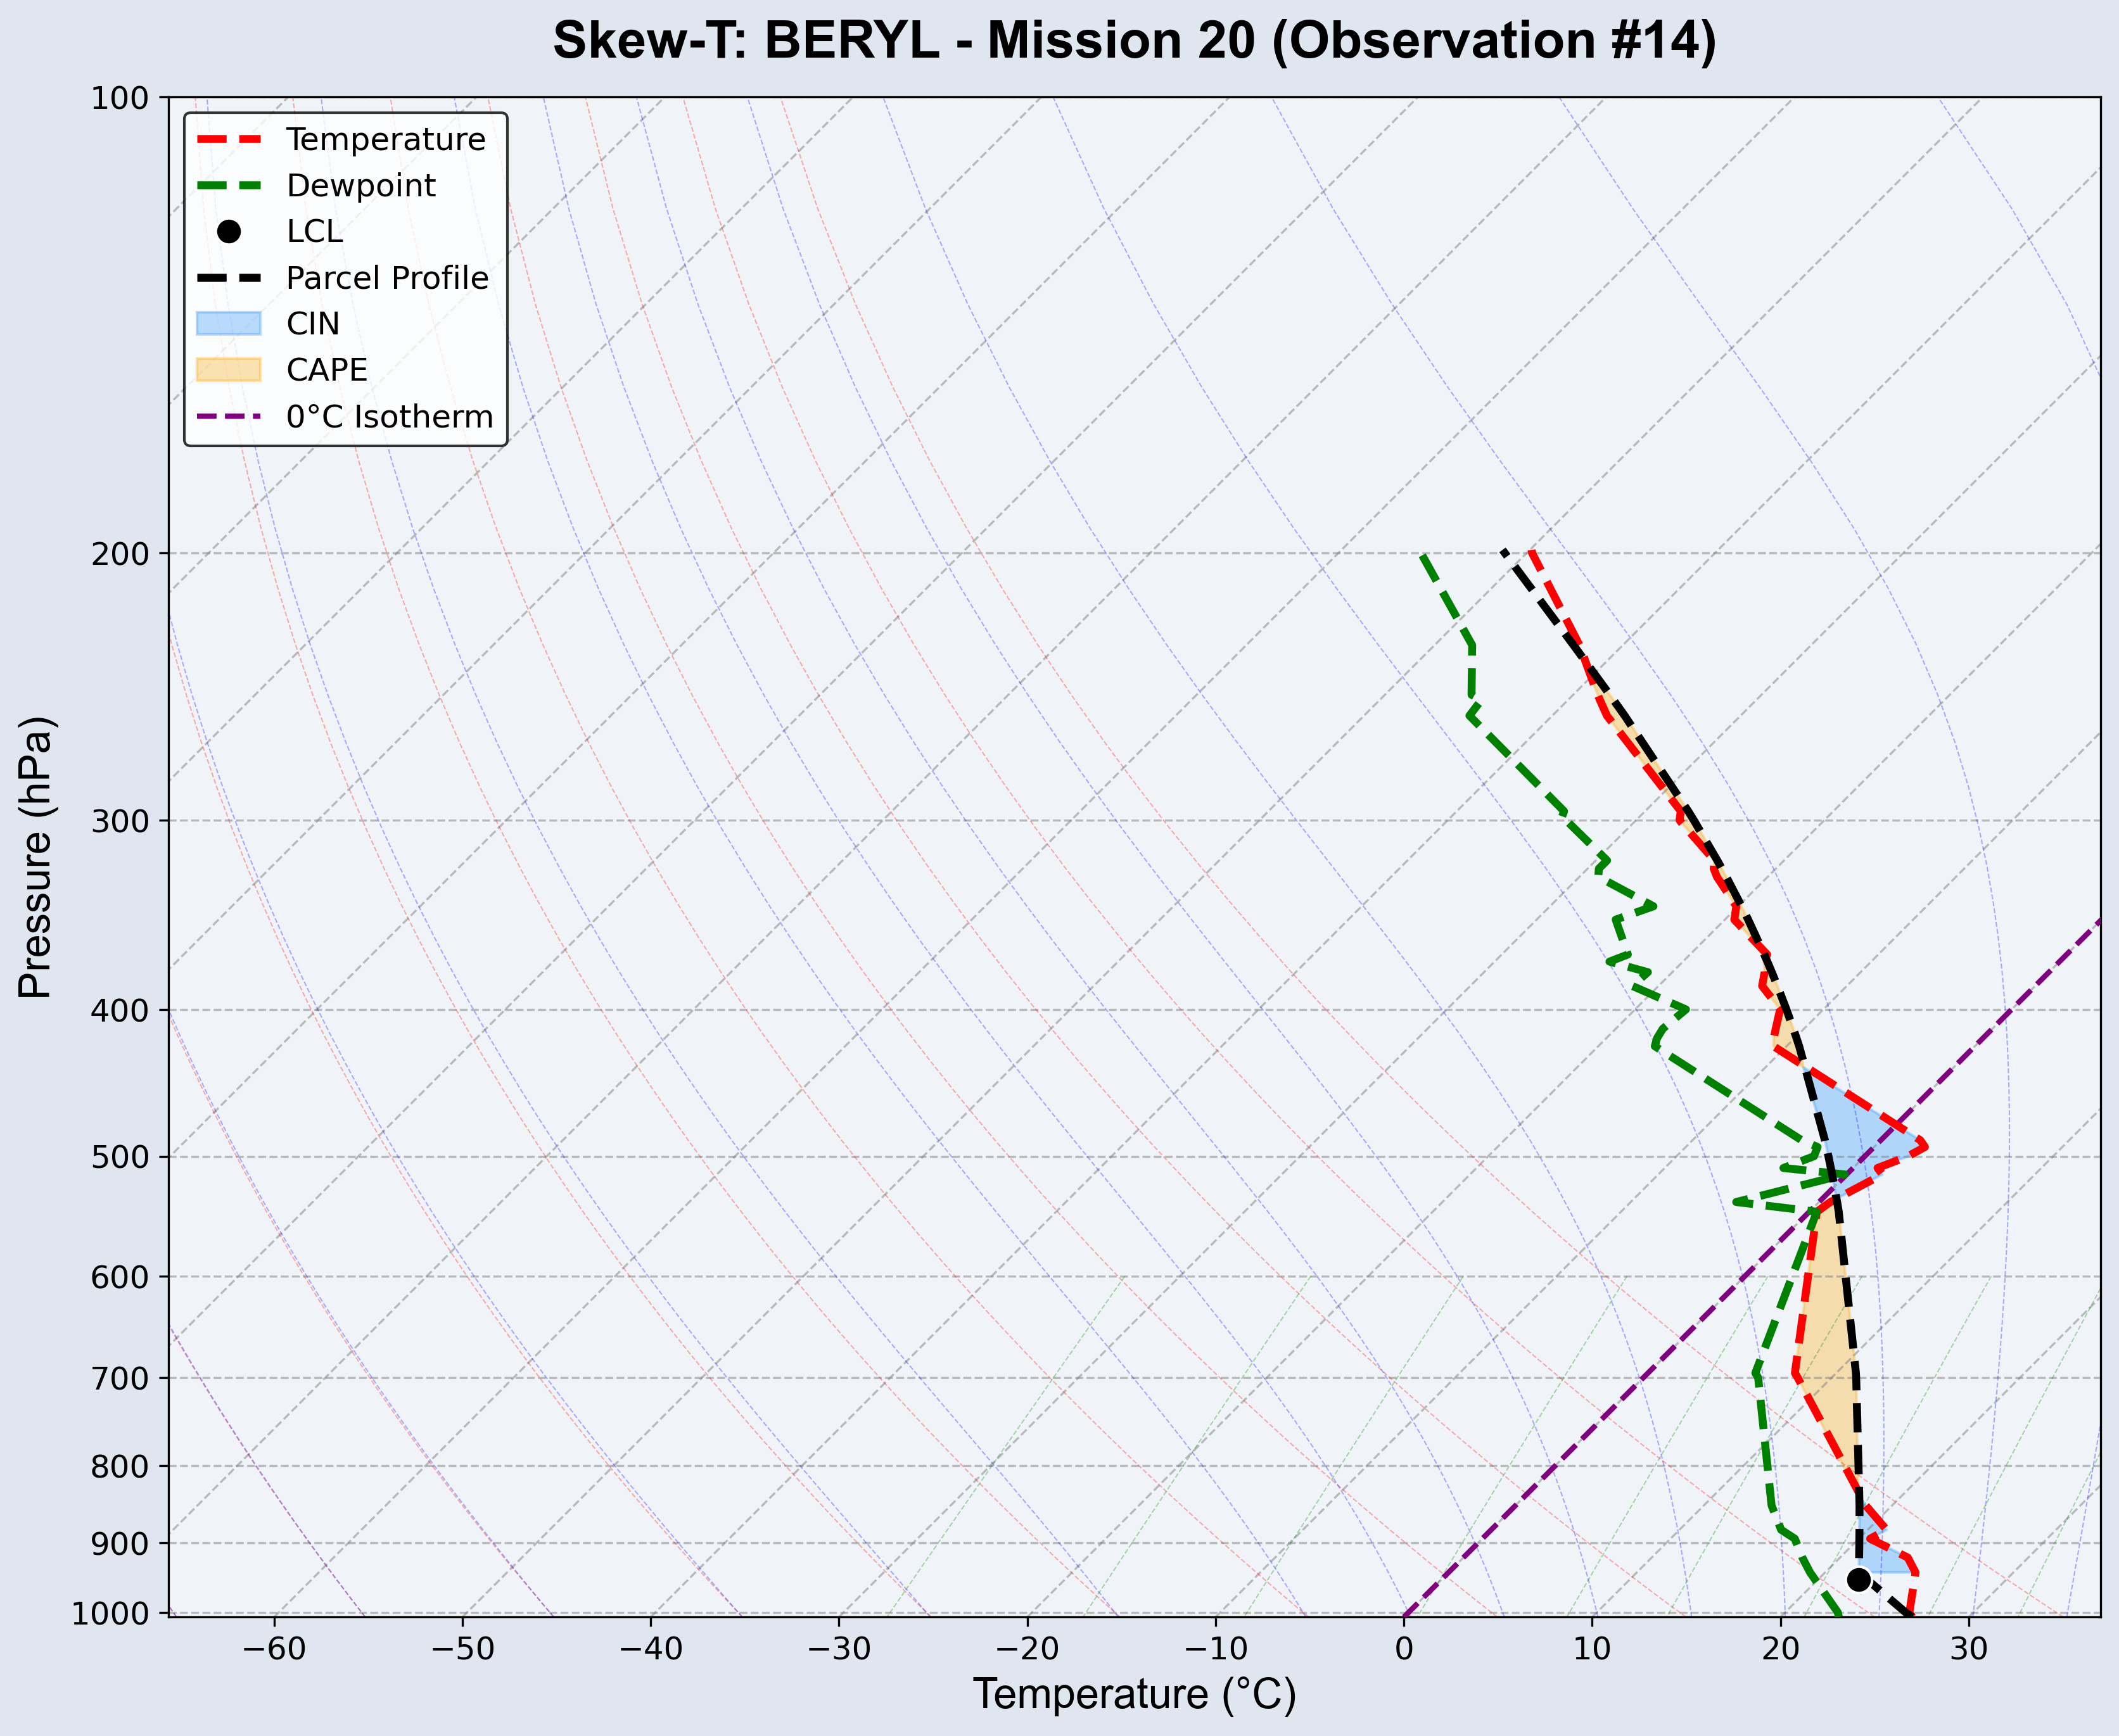 Skew-T: BERYL - Mission 20 (Observation #14)
100
200
300
400
500
600
700
800
900
1000
Pressure (hPa)
Temperature
Dewpoint
LCL
Parcel Profile
CIN
CAPE
0°C Isotherm
−60 −50 −40 −30 −20 −10 0 10 20 30
Temperature (°C)